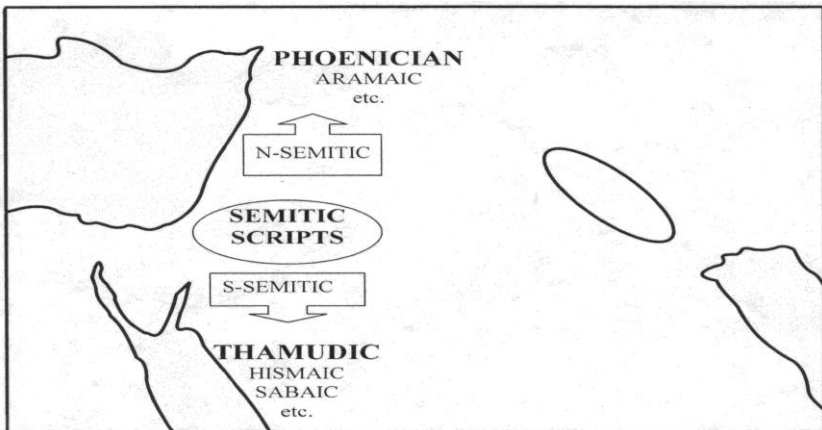 PHOENICIAN
ARAMAIC
etc.
N-SEMITIC
SEMITIC
SCRIPTS
S-SEMITIC
THAMUDIC
HISMAIC
SABAIC
etc.